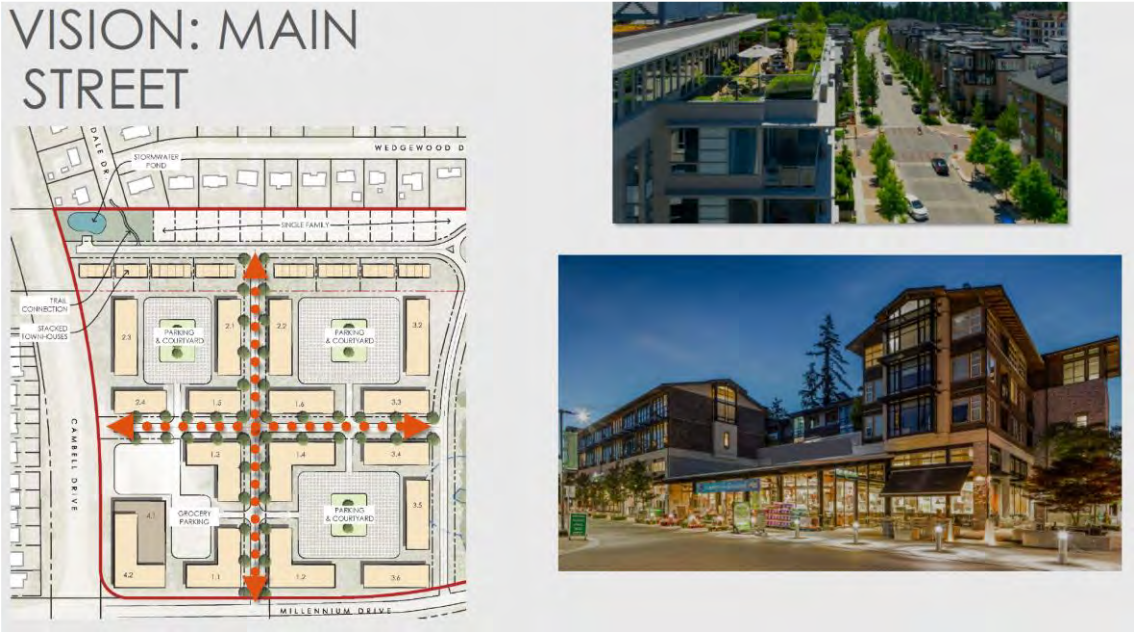 VISION: MAIN
STREET
DALE DR
WEDGEWOOD D
STORMWATER
POND
SINGLE FAMILY
TRAIL
CONNECTION
STACKED
TOWNHOUSES
2.3
PARKING
& COURTYARD
2.1
2.2
PARKING
& COURTYARD
3.2
2.4
1.5
1.6
3.3
CAMBELL DRIVE
1.3
1.4
3.4
4.1
GROCERY
PARKING
PARKING
& COURTYARD
3.5
4.2
1.1
1.2
3.6
MILLENNIUM DRIVE